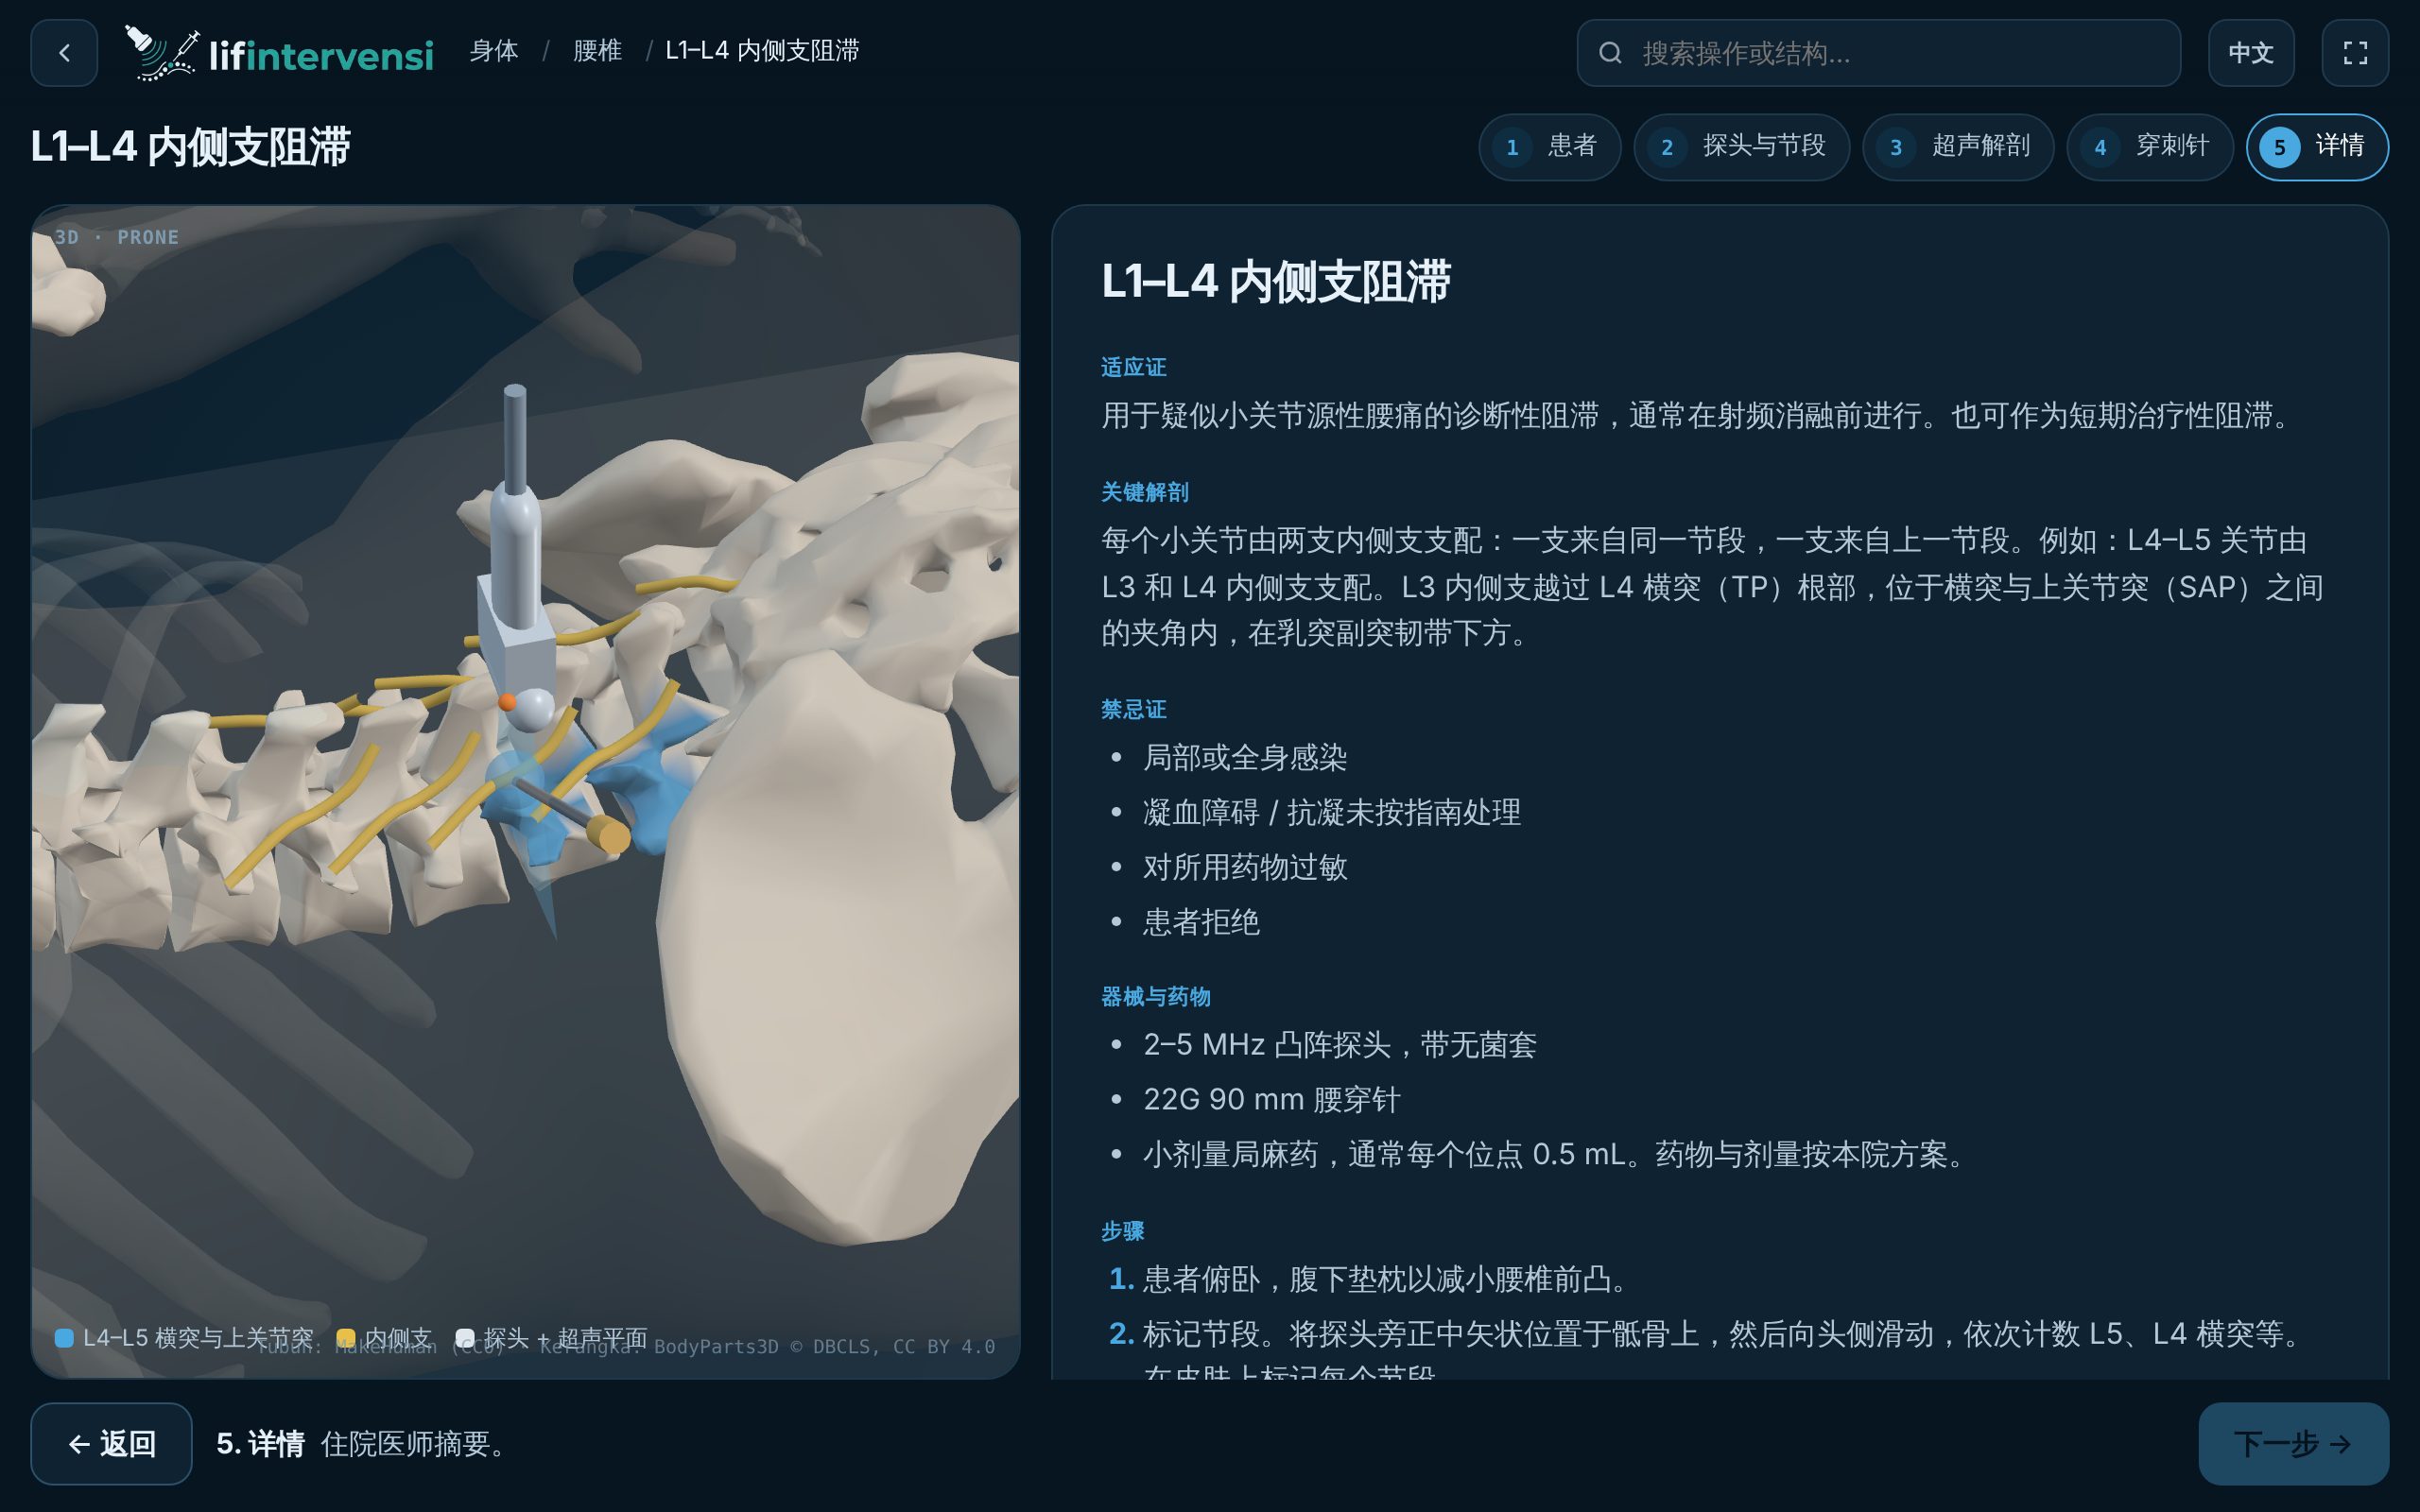 lifintervensi
身体 / 腰椎 / L1–L4 内侧支阻滞
搜索操作或结构...
中文
L1–L4 内侧支阻滞
1 患者
2 探头与节段
3 超声解剖
4 穿刺针
5 详情
3D · PRONE
L4–L5 横突与上关节突
内侧支
探头 + 超声平面
Tubuh: MakeHuman (CC0) · Kerangka: BodyParts3D © DBCLS, CC BY 4.0
L1–L4 内侧支阻滞
适应证
用于疑似小关节源性腰痛的诊断性阻滞，通常在射频消融前进行。也可作为短期治疗性阻滞。
关键解剖
每个小关节由两支内侧支支配：一支来自同一节段，一支来自上一节段。例如：L4–L5 关节由
L3 和 L4 内侧支支配。L3 内侧支越过 L4 横突（TP）根部，位于横突与上关节突（SAP）之间
的夹角内，在乳突副突韧带下方。
禁忌证
• 局部或全身感染
• 凝血障碍 / 抗凝未按指南处理
• 对所用药物过敏
• 患者拒绝
器械与药物
• 2–5 MHz 凸阵探头，带无菌套
• 22G 90 mm 腰穿针
• 小剂量局麻药，通常每个位点 0.5 mL。药物与剂量按本院方案。
步骤
1. 患者俯卧，腹下垫枕以减小腰椎前凸。
2. 标记节段。将探头旁正中矢状位置于骶骨上，然后向头侧滑动，依次计数 L5、L4 横突等。
在皮肤上标记每个节段
← 返回
5. 详情 住院医师摘要。
下一步 →